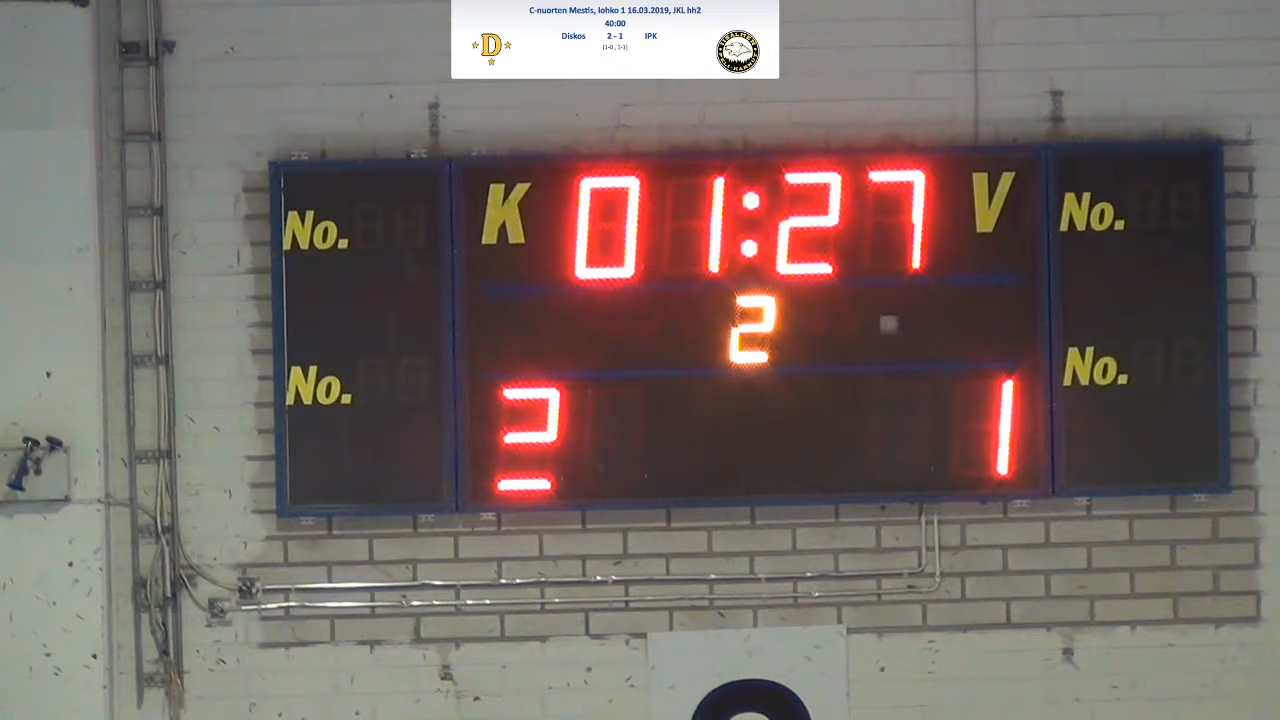 C-nuorten Mestis, lohko 1 16.03.2019, JKL hh2
40:00
Diskos 2 - 1 IPK
(1-0 , 1-1)
D
K 01:27 V
No. No.
2
No. No.
2 1